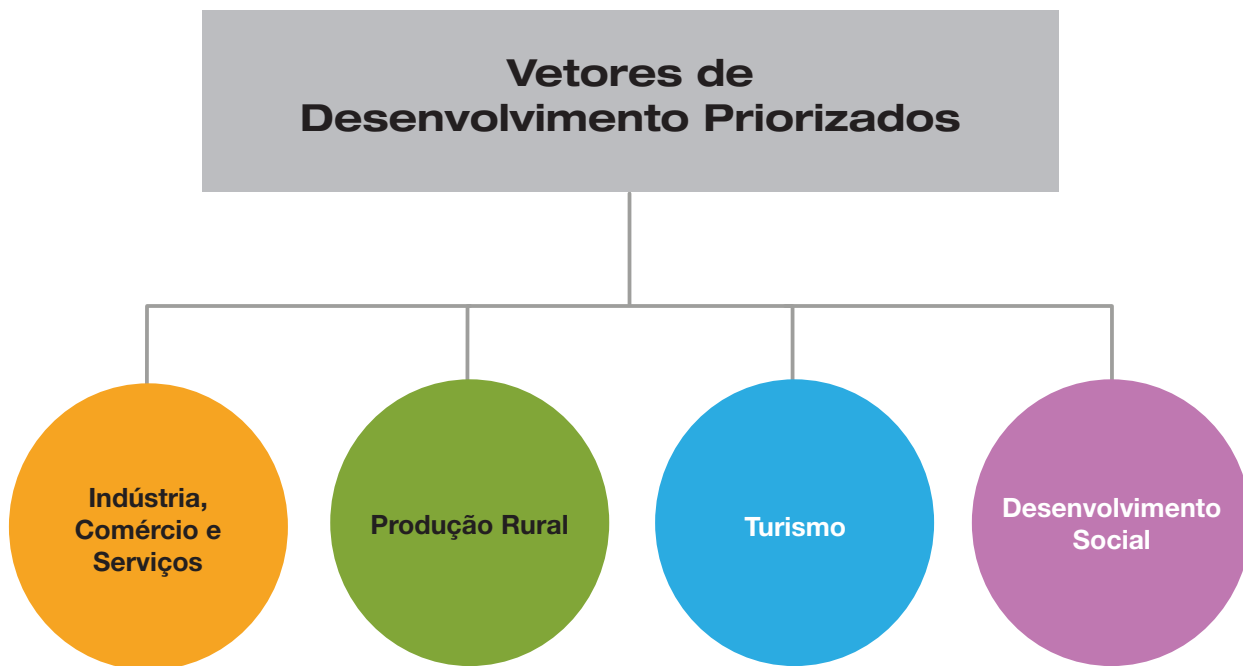 Vetores de
Desenvolvimento Priorizados
Indústria,
Comércio e
Serviços
Produção Rural
Turismo
Desenvolvimento
Social